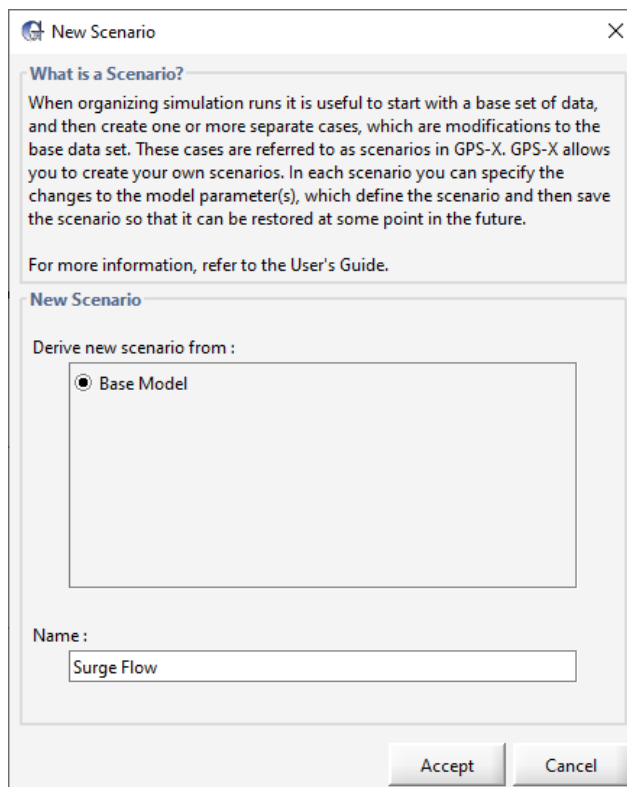 New Scenario
What is a Scenario?
When organizing simulation runs it is useful to start with a base set of data,
and then create one or more separate cases, which are modifications to the
base data set. These cases are referred to as scenarios in GPS-X. GPS-X allows
you to create your own scenarios. In each scenario you can specify the
changes to the model parameter(s), which define the scenario and then save
the scenario so that it can be restored at some point in the future.
For more information, refer to the User's Guide.
New Scenario
Derive new scenario from :
Base Model
Name :
Surge Flow
Accept
Cancel